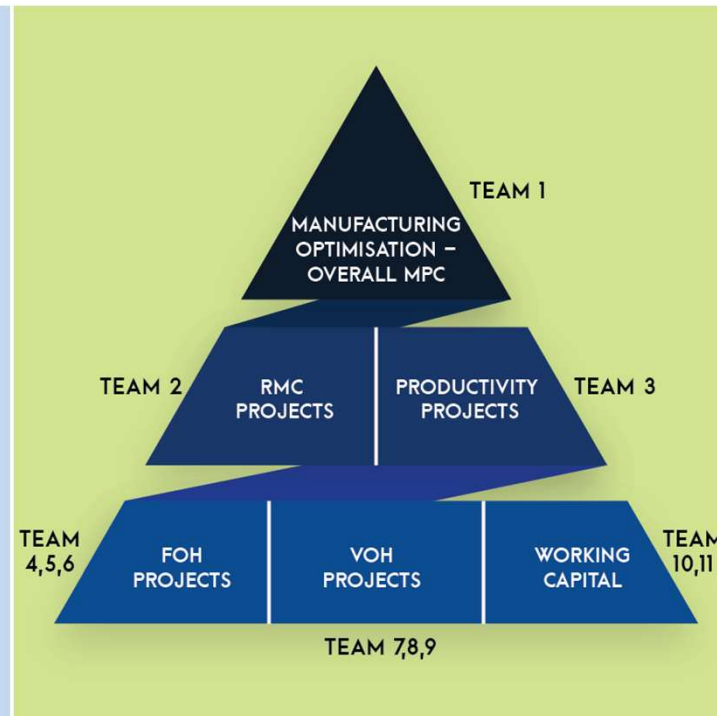 TEAM 1
MANUFACTURING
OPTIMISATION –
OVERALL MPC
TEAM 2
RMC
PROJECTS
PRODUCTIVITY
PROJECTS
TEAM 3
TEAM
4,5,6
FOH
PROJECTS
VOH
PROJECTS
WORKING
CAPITAL
TEAM
10,11
TEAM 7,8,9